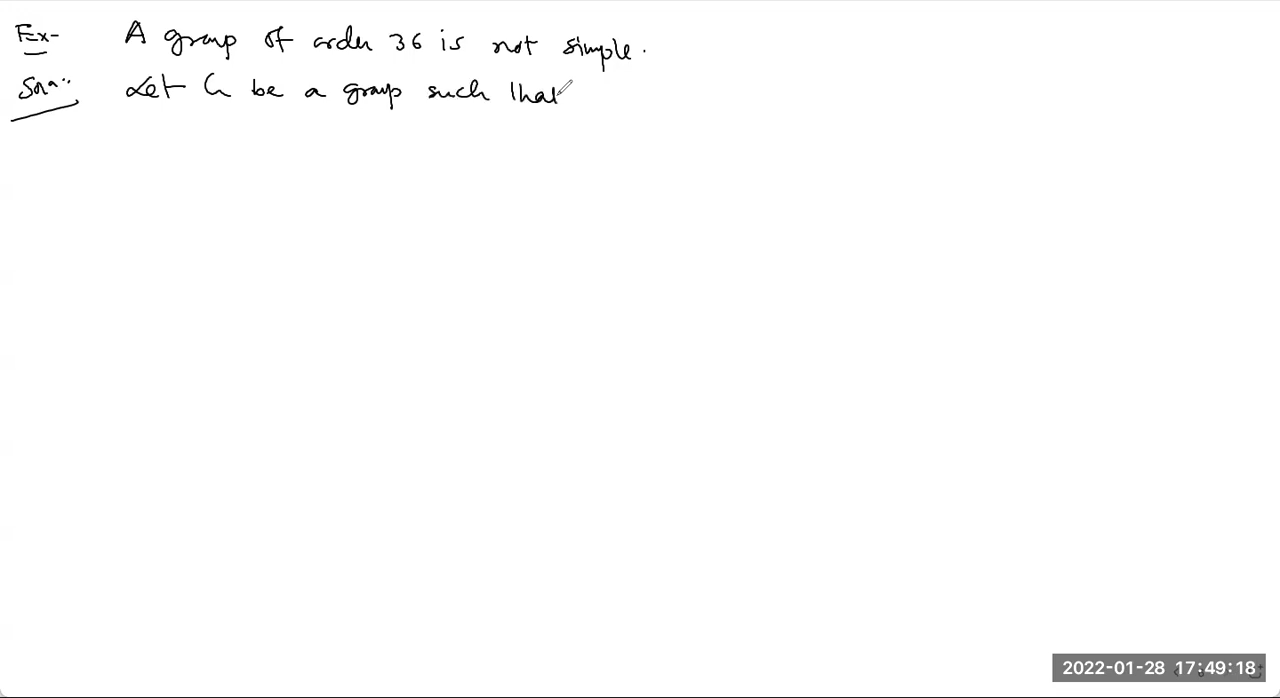 Ex- A group of order 36 is not simple.
Soln: Let G be a group such that
2022-01-28 17:49:18